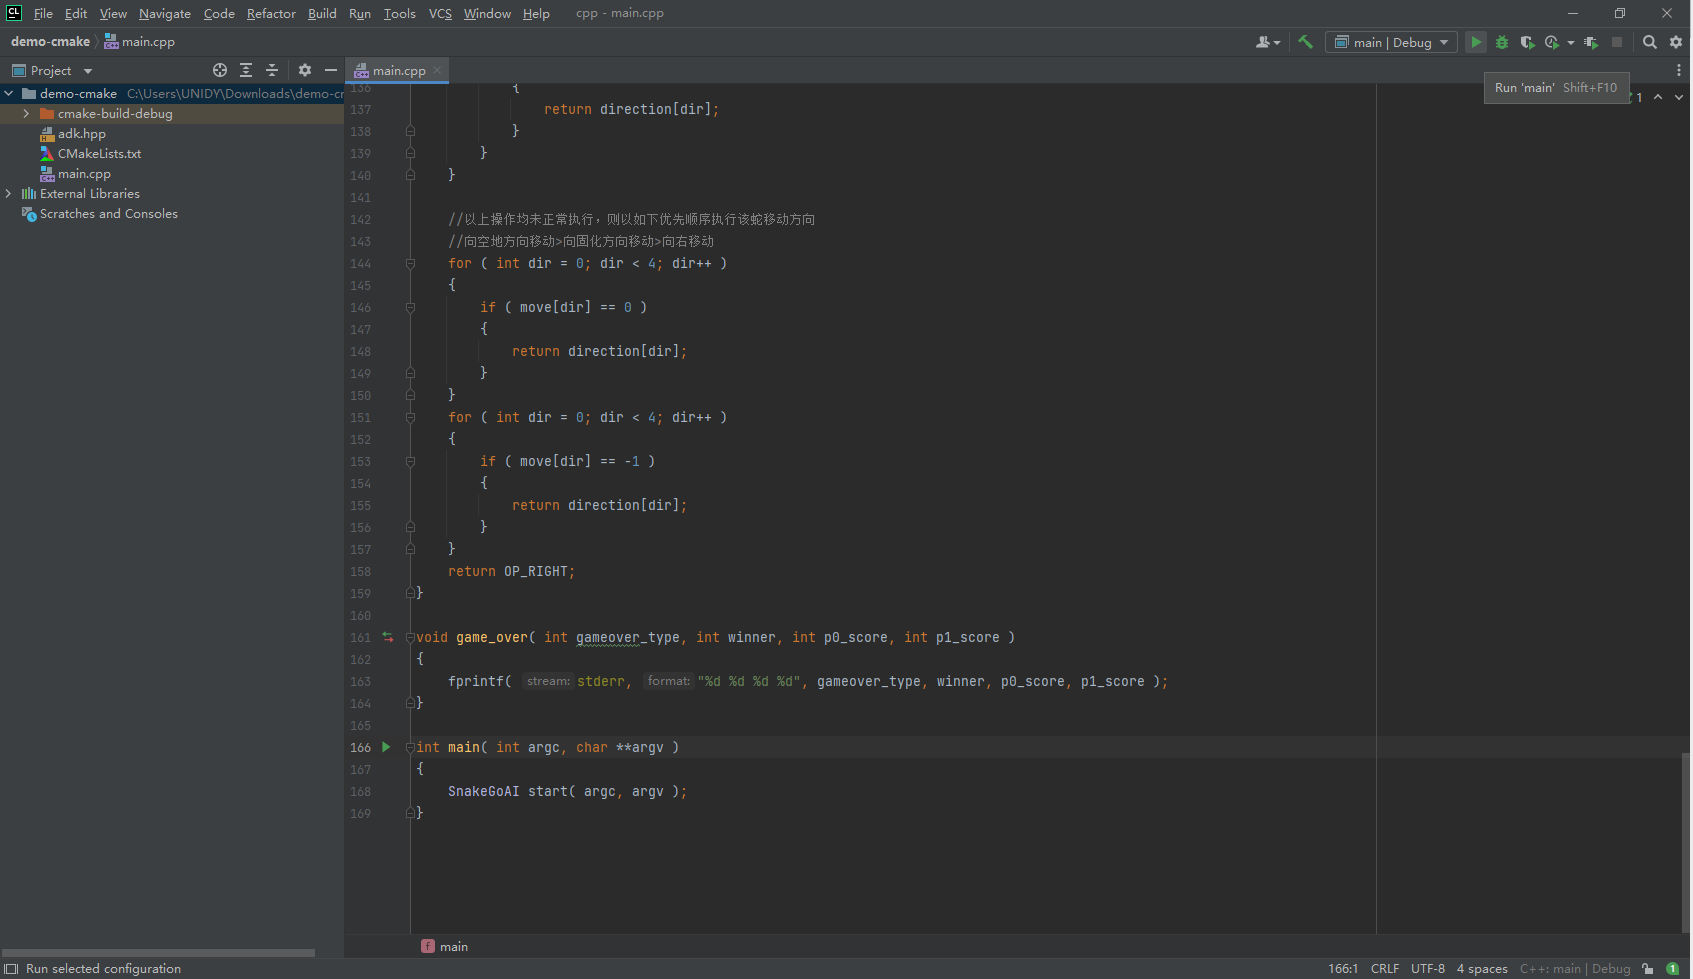 CL File Edit View Navigate Code Refactor Build Run Tools VCS Window Help cpp - main.cpp
demo-cmake main.cpp main | Debug
Project main.cpp
Run 'main' Shift+F10
1
demo-cmake C:\Users\UNIDY\Downloads\demo-cr
cmake-build-debug
adk.hpp
CMakeLists.txt
main.cpp
External Libraries
Scratches and Consoles
136 {
137 return direction[dir];
138 }
139 }
140 }
141
142 //以上操作均未正常执行，则以如下优先顺序执行该蛇移动方向
143 //向空地方向移动>向固化方向移动>向右移动
144 for ( int dir = 0; dir < 4; dir++ )
145 {
146 if ( move[dir] == 0 )
147 {
148 return direction[dir];
149 }
150 }
151 for ( int dir = 0; dir < 4; dir++ )
152 {
153 if ( move[dir] == -1 )
154 {
155 return direction[dir];
156 }
157 }
158 return OP_RIGHT;
159 }
160
161 void game_over( int gameover_type, int winner, int p0_score, int p1_score )
162 {
163 fprintf( stream: stderr, format: "%d %d %d %d", gameover_type, winner, p0_score, p1_score );
164 }
165
166 int main( int argc, char **argv )
167 {
168 SnakeGoAI start( argc, argv );
169 }
f main
Run selected configuration 166:1 CRLF UTF-8 4 spaces C++: main | Debug 1